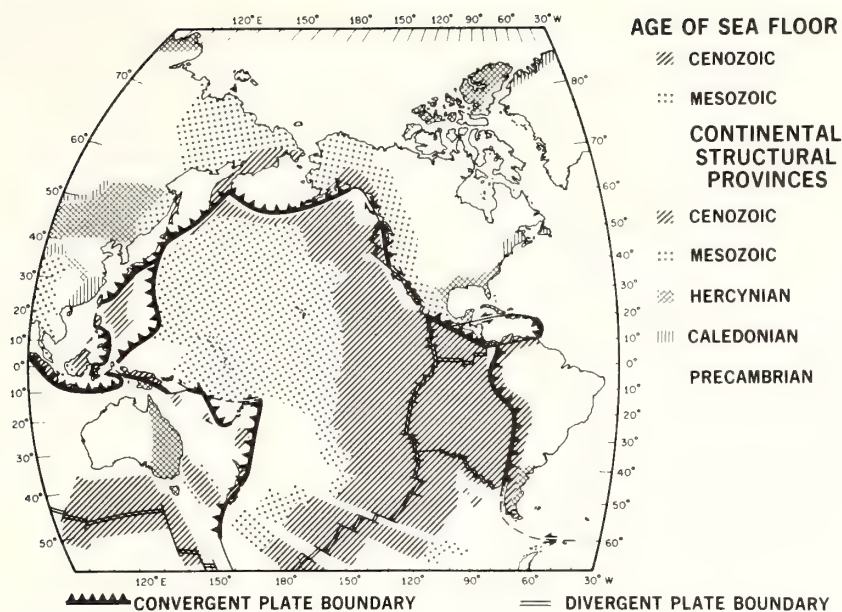 120°E 150° 180° 150° 120° 90° 60° 30°W
AGE OF SEA FLOOR
CENOZOIC
MESOZOIC
CONTINENTAL
STRUCTURAL
PROVINCES
CENOZOIC
MESOZOIC
HERCYNIAN
CALEDONIAN
PRECAMBRIAN
70°
60°
50°
40°
30°
20°
10°
0°
10°
20°
30°
40°
50°
80°
70°
60°
50°
40°
30°
20°
10°
0°
10°
20°
30°
40°
60°
?
?
120°E 150° 180° 150° 120° 90° 60° 30°W
CONVERGENT PLATE BOUNDARY
DIVERGENT PLATE BOUNDARY